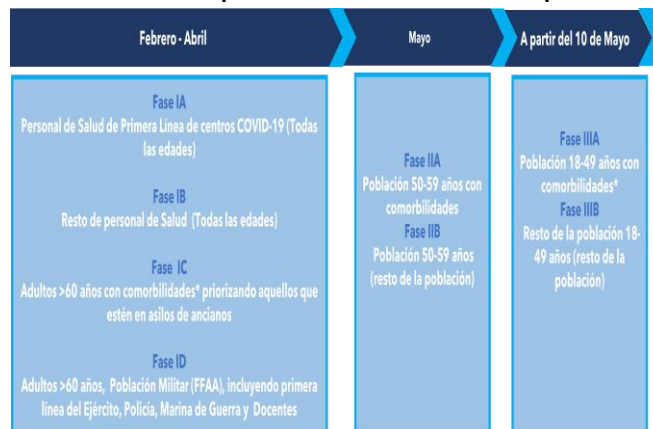 Febrero - Abril
Mayo
A partir del 10 de Mayo
Fase IA
Personal de Salud de Primera Línea de centros COVID-19 (Todas
las edades)
Fase IB
Resto de personal de Salud (Todas las edades)
Fase IC
Adultos >60 años con comorbilidades* priorizando aquellos que
estén en asilos de ancianos
Fase ID
Adultos >60 años, Población Militar (FFAA), incluyendo primera
línea del Ejército, Policía, Marina de Guerra y Docentes
Fase IIA
Población 50-59 años con
comorbilidades
Fase IIB
Población 50-59 años
(resto de la población)
Fase IIIA
Población 18-49 años con
comorbilidades*
Fase IIIB
Resto de la población 18-
49 años (resto de la
población)